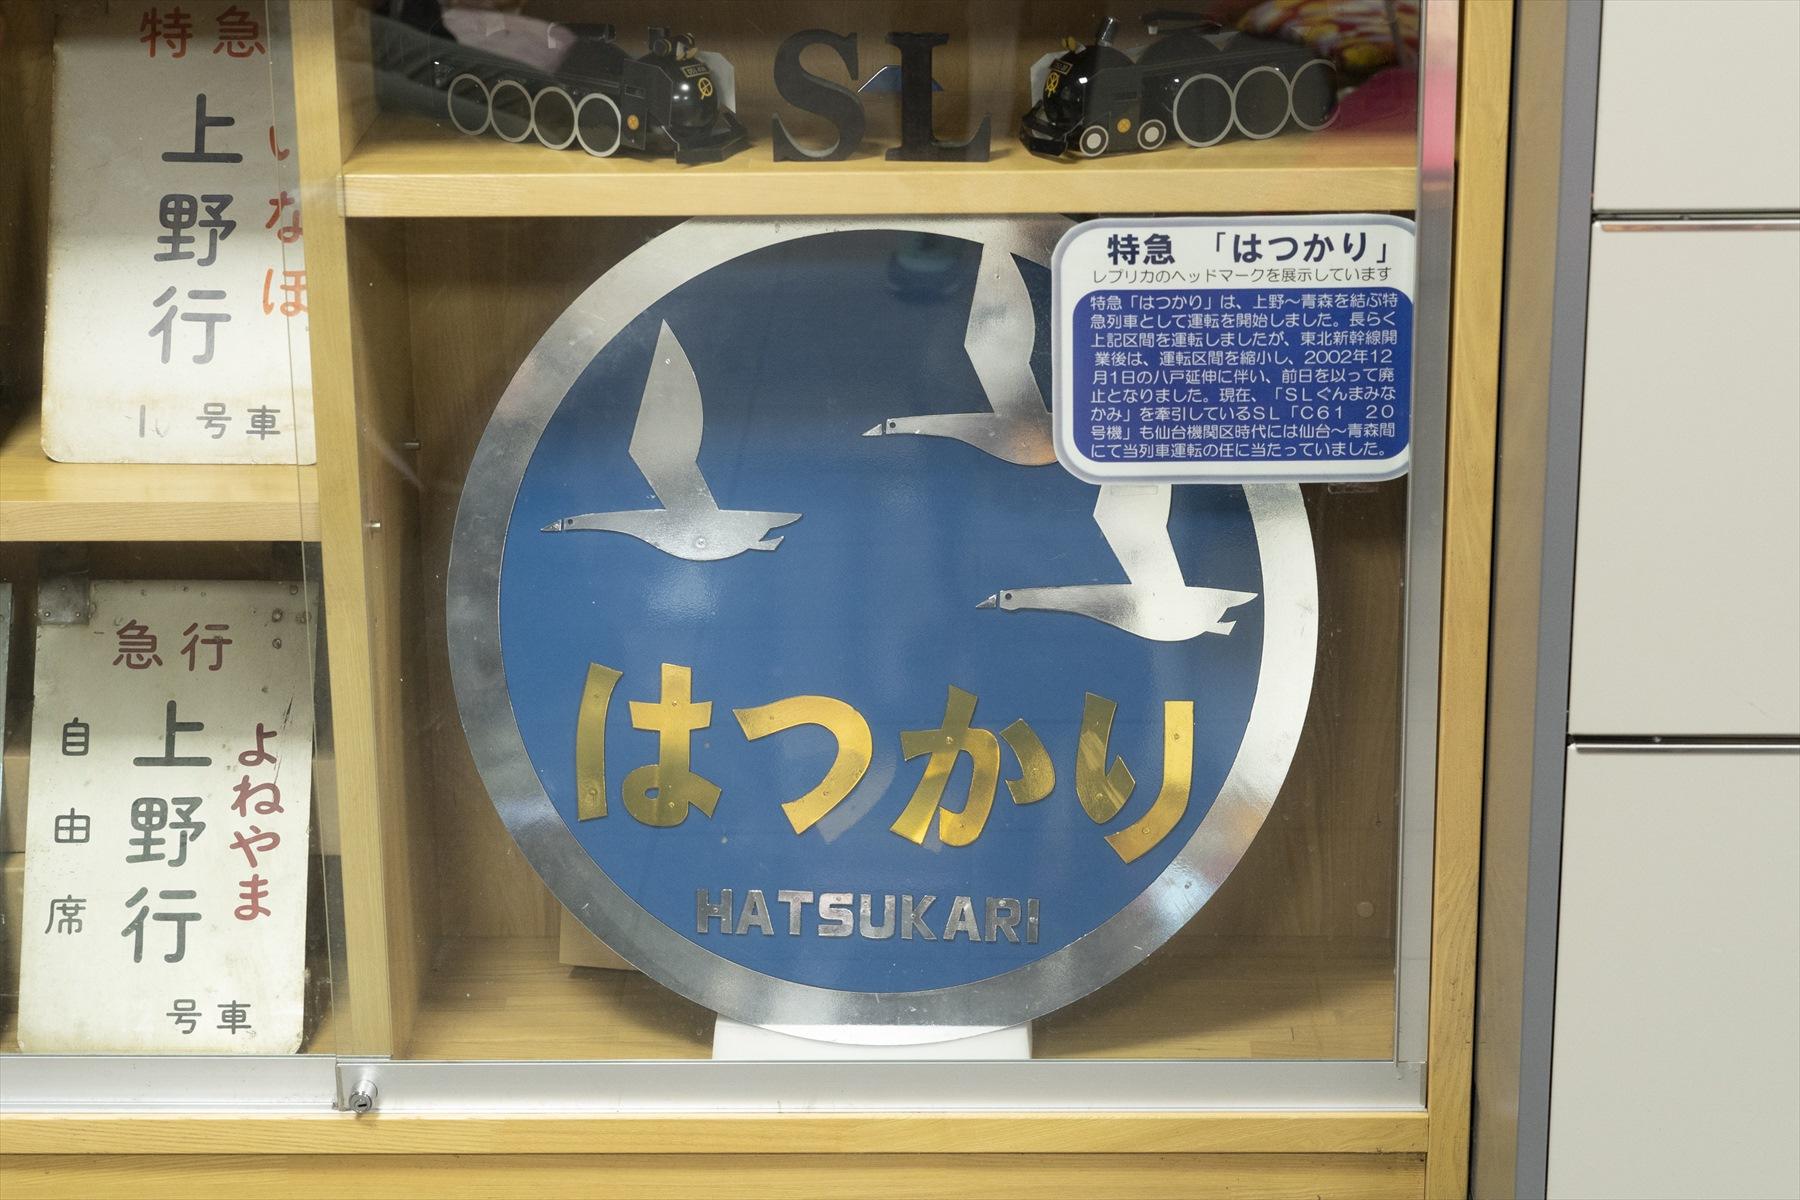 特急
いなほ
上野行
号車
急行
よねやま
上野行
自由席
号車
SL
特急 「はつかり」
レプリカのヘッドマークを展示しています
特急「はつかり」は、上野～青森を結ぶ特
急列車として運転を開始しました。長らく
上記区間を運転しましたが、東北新幹線開
業後は、運転区間を縮小し、2002年12
月1日の八戸延伸に伴い、前日を以って廃
止となりました。現在、「SLぐんまみな
かみ」を牽引しているSL「C61 20
号機」も仙台機関区時代には仙台～青森間
にて当列車運転の任に当たっていました。
はつかり
HATSUKARI